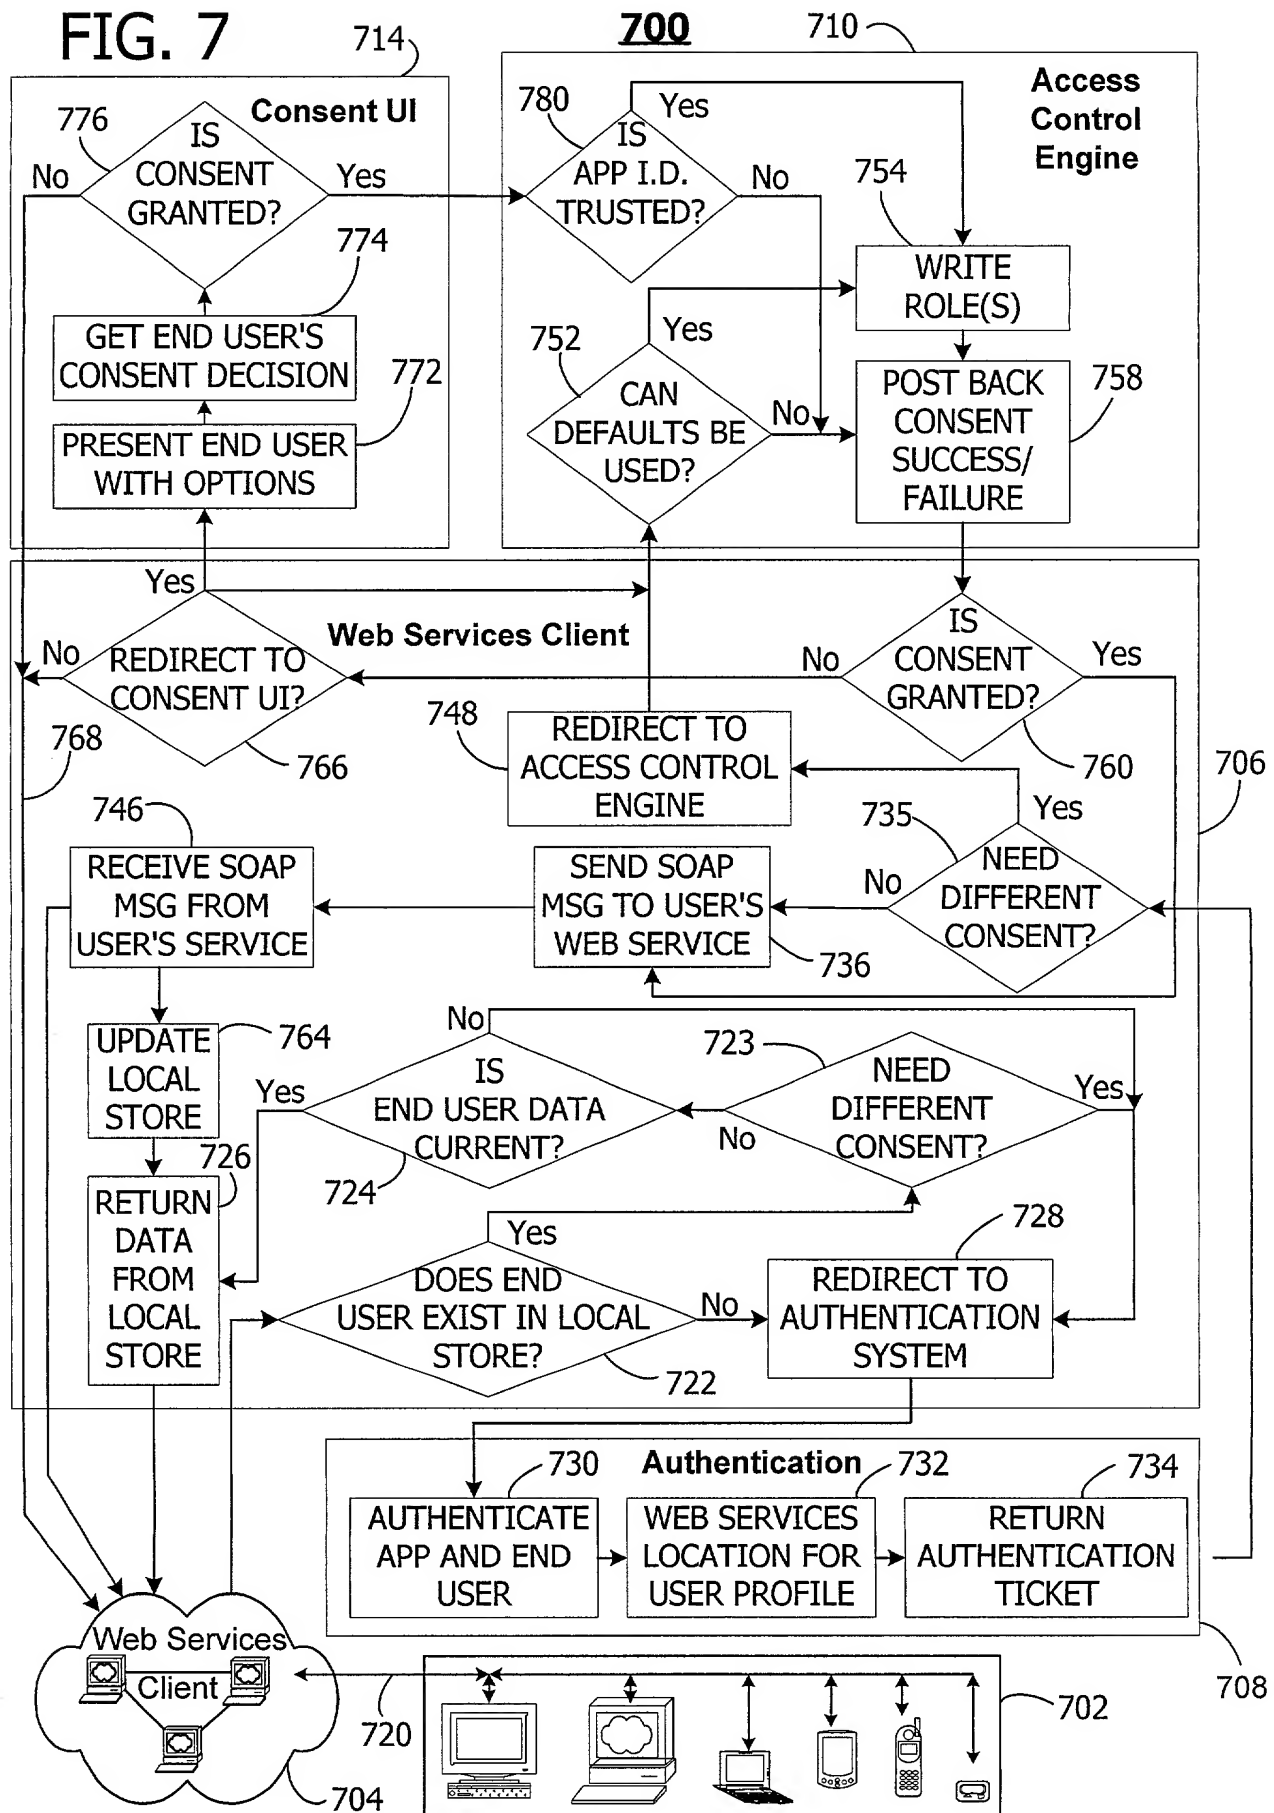 FIG. 7
700
714
710
Consent UI
Access
Control
Engine
776
IS
CONSENT
GRANTED?
No
Yes
780
IS
APP I.D.
TRUSTED?
Yes
No
754
WRITE
ROLE(S)
774
GET END USER'S
CONSENT DECISION
772
PRESENT END USER
WITH OPTIONS
752
Yes
CAN
DEFAULTS BE
USED?
No
POST BACK
CONSENT
SUCCESS/
FAILURE
758
Yes
Web Services Client
No
REDIRECT TO
CONSENT UI?
766
768
No
IS
CONSENT
GRANTED?
Yes
760
706
748
REDIRECT TO
ACCESS CONTROL
ENGINE
Yes
735
NEED
DIFFERENT
CONSENT?
No
746
RECEIVE SOAP
MSG FROM
USER'S SERVICE
SEND SOAP
MSG TO USER'S
WEB SERVICE
736
UPDATE
LOCAL
STORE
764
No
IS
END USER DATA
CURRENT?
Yes
724
723
NEED
DIFFERENT
CONSENT?
Yes
No
726
RETURN
DATA
FROM
LOCAL
STORE
Yes
DOES END
USER EXIST IN LOCAL
STORE?
No
722
728
REDIRECT TO
AUTHENTICATION
SYSTEM
730
Authentication
732
734
AUTHENTICATE
APP AND END
USER
WEB SERVICES
LOCATION FOR
USER PROFILE
RETURN
AUTHENTICATION
TICKET
708
Web Services
Client
720
702
704